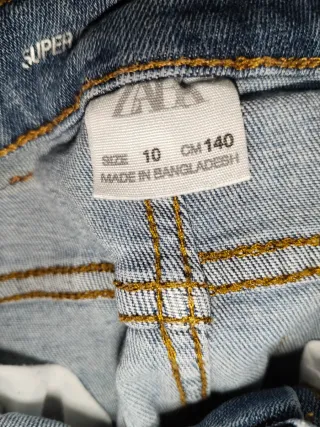 SUPER
ZARA
SIZE 10 CM 140
MADE IN BANGLADESH